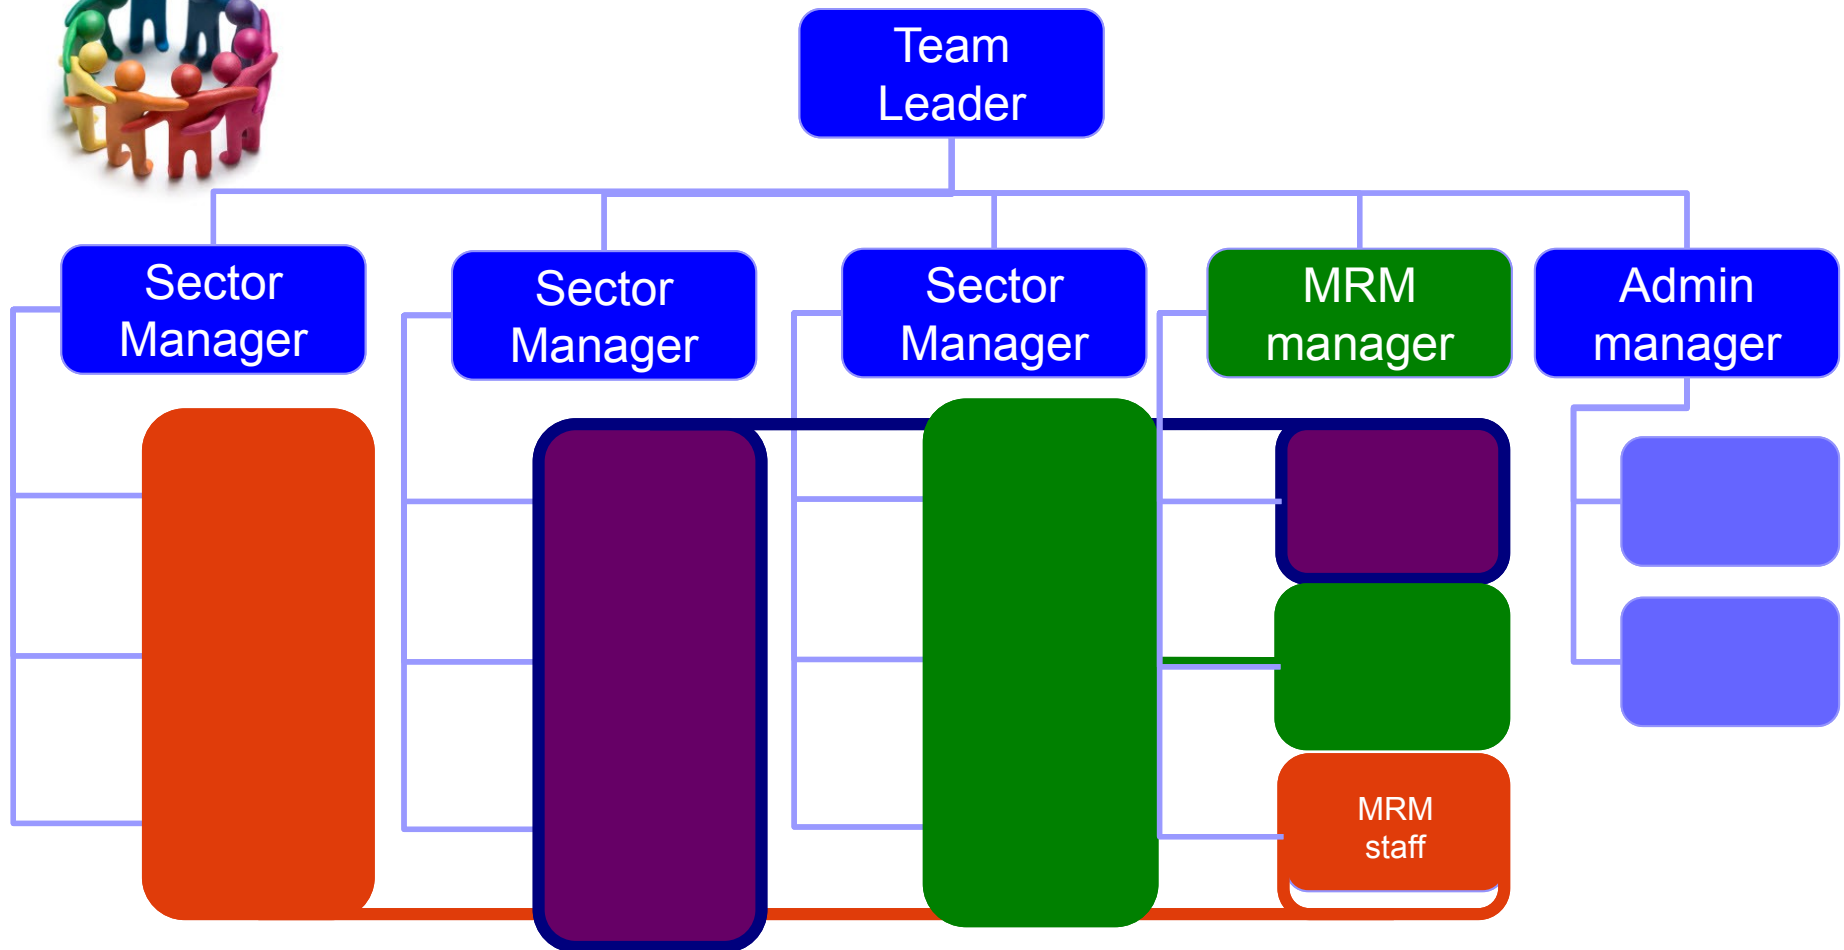 Team
Leader
Sector
Manager
Sector
Manager
Sector
Manager
MRM
manager
Admin
manager
MRM
staff